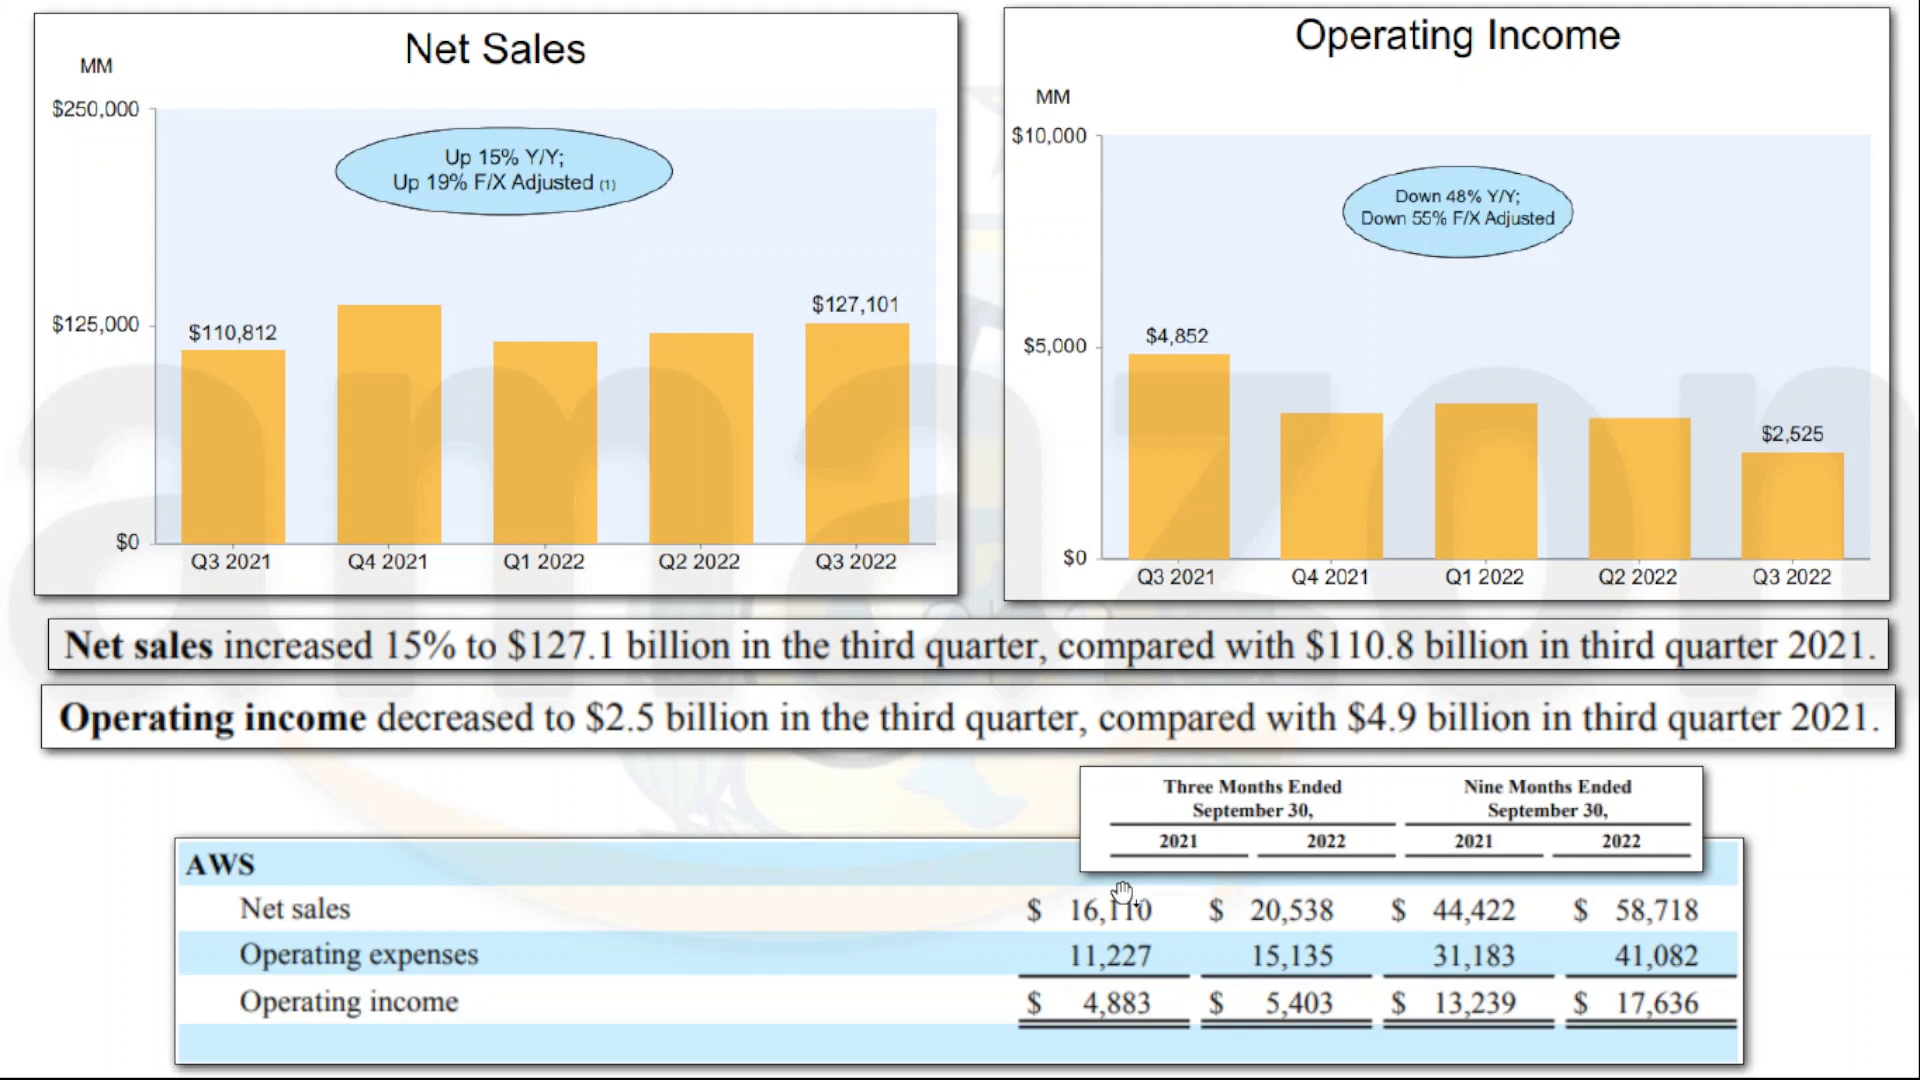 Net Sales
MM
$250,000
$125,000
$0
Up 15% Y/Y;
Up 19% F/X Adjusted (1)
$110,812
$127,101
Q3 2021 Q4 2021 Q1 2022 Q2 2022 Q3 2022
Operating Income
MM
$10,000
$5,000
$0
Down 48% Y/Y;
Down 55% F/X Adjusted
$4,852
$2,525
Q3 2021 Q4 2021 Q1 2022 Q2 2022 Q3 2022
amazon
Net sales increased 15% to $127.1 billion in the third quarter, compared with $110.8 billion in third quarter 2021.
Operating income decreased to $2.5 billion in the third quarter, compared with $4.9 billion in third quarter 2021.
Three Months Ended Nine Months Ended
September 30, September 30,
2021 2022 2021 2022
AWS
Net sales $ 16,110 $ 20,538 $ 44,422 $ 58,718
Operating expenses 11,227 15,135 31,183 41,082
Operating income $ 4,883 $ 5,403 $ 13,239 $ 17,636